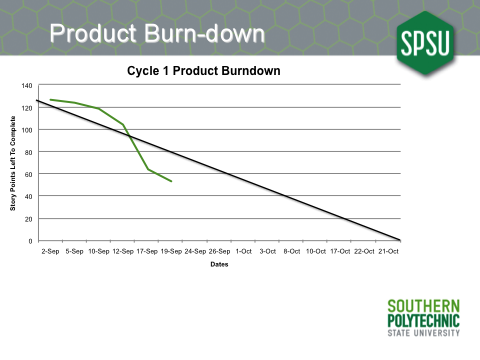 Product Burn-down
SPSU
Cycle 1 Product Burndown
Story Points Left To Complete
140
120
100
80
60
40
20
0
2-Sep 5-Sep 10-Sep 12-Sep 17-Sep 19-Sep 24-Sep 26-Sep 1-Oct 3-Oct 8-Oct 10-Oct 17-Oct 22-Oct 21-Oct
Dates
SOUTHERN
POLYTECHNIC
STATE UNIVERSITY